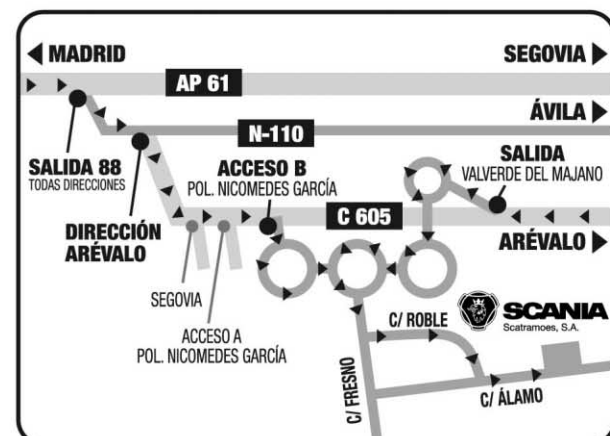 MADRID
SEGOVIA
AP 61
ÁVILA
N-110
SALIDA 88
TODAS DIRECCIONES
ACCESO B
POL. NICOMEDES GARCÍA
SALIDA
VALVERDE DEL MAJANO
DIRECCIÓN
ARÉVALO
C 605
ARÉVALO
SEGOVIA
ACCESO A
POL. NICOMEDES GARCÍA
SCANIA
Scatramoes, S.A.
C/ ROBLE
C/ FRESNO
C/ ÁLAMO